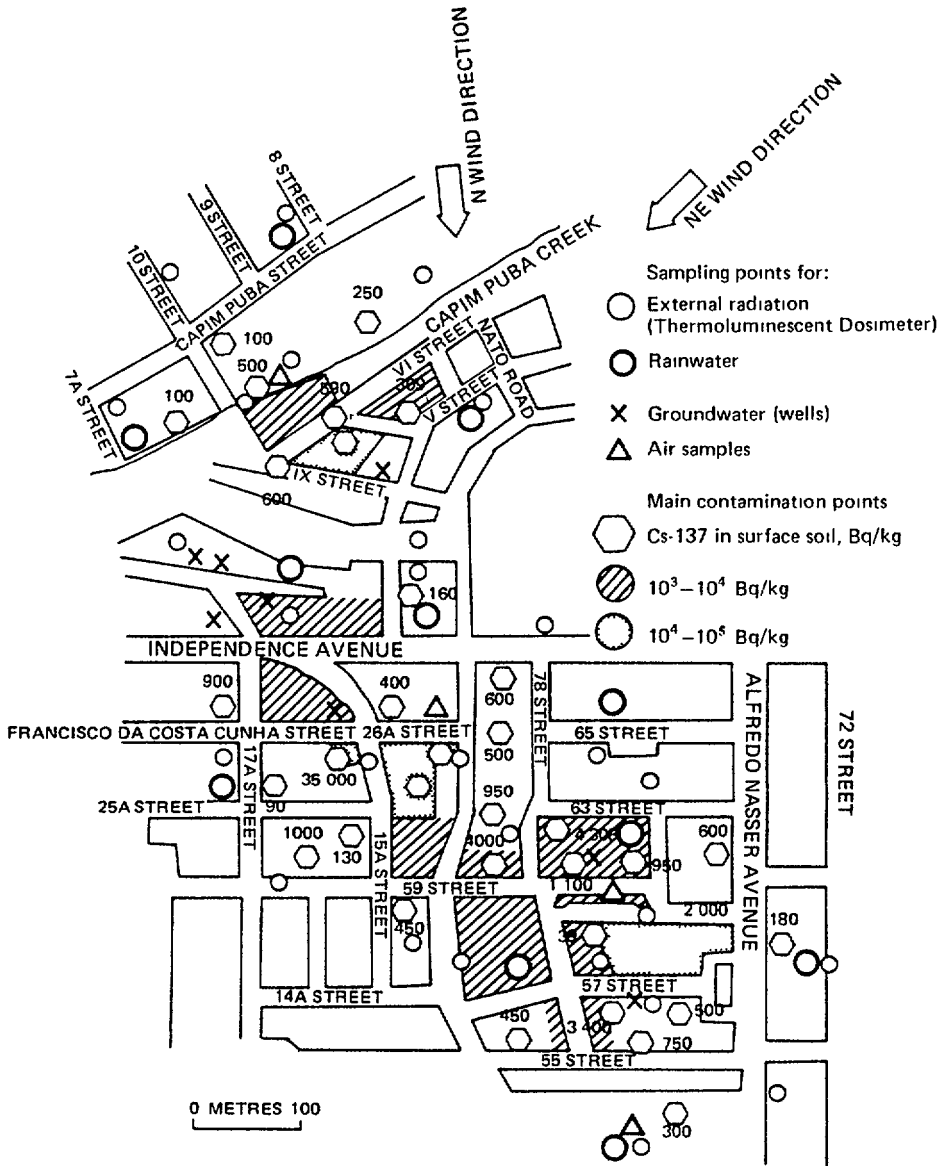 N WIND DIRECTION
NE WIND DIRECTION
8 STREET
9 STREET
10 STREET
CAPIM PUBA STREET
CAPIM PUBA CREEK
7A STREET
250
100
500
100
590
300
600
VI STREET
V STREET
NATO ROAD
IX STREET
Sampling points for:
External radiation
(Thermoluminescent Dosimeter)
Rainwater
Groundwater (wells)
Air samples
Main contamination points
Cs-137 in surface soil, Bq/kg
10³–10⁴ Bq/kg
10⁴–10⁵ Bq/kg
160
INDEPENDENCE AVENUE
900
400
600
78 STREET
ALFREDO NASSER AVENUE
72 STREET
FRANCISCO DA COSTA CUNHA STREET
26A STREET
500
65 STREET
17A STREET
35 000
90
25A STREET
950
63 STREET
1000
130
15A STREET
4000
4 300
600
950
59 STREET
1 100
2 000
450
180
14A STREET
57 STREET
450
3 400
500
750
55 STREET
0 METRES 100
300